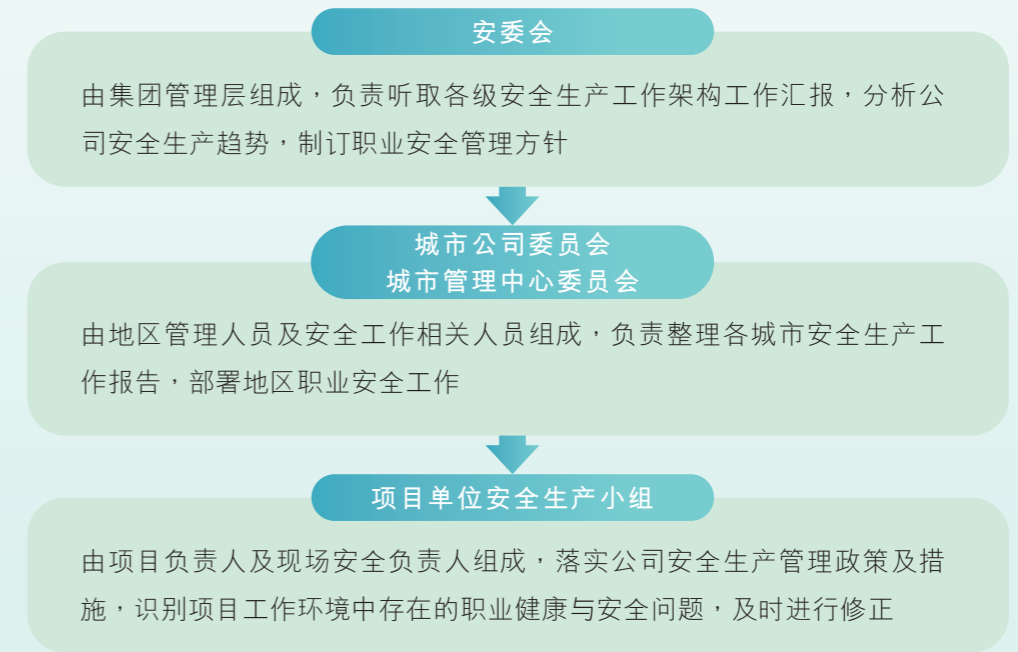 安委会
由集团管理层组成，负责听取各级安全生产工作架构工作汇报，分析公
司安全生产趋势，制订职业安全管理方针
城市公司委员会
城市管理中心委员会
由地区管理人员及安全工作相关人员组成，负责整理各城市安全生产工
作报告，部署地区职业安全工作
项目单位安全生产小组
由项目负责人及现场安全负责人组成，落实公司安全生产管理政策及措
施，识别项目工作环境中存在的职业健康与安全问题，及时进行修正